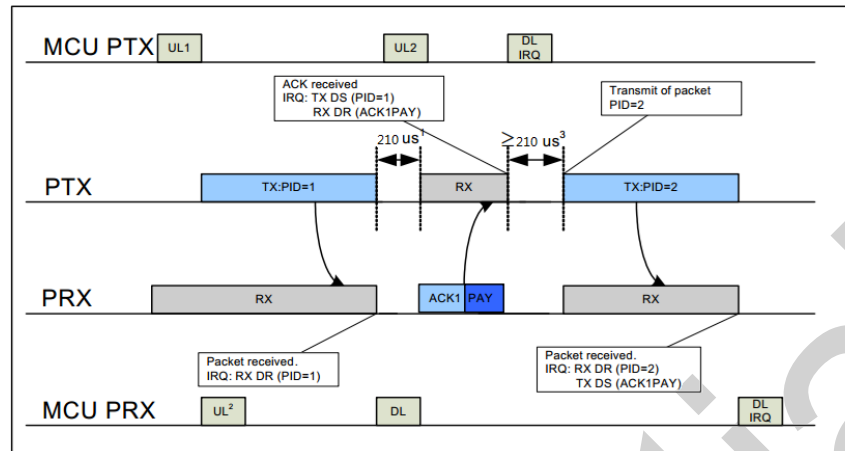 MCU PTX
UL1
UL2
DL
IRQ
ACK received
IRQ: TX DS (PID=1)
RX DR (ACK1PAY)
Transmit of packet
PID=2
210 us1
≥210 us3
PTX
TX:PID=1
RX
TX:PID=2
PRX
RX
ACK1 PAY
RX
Packet received.
IRQ: RX DR (PID=1)
Packet received.
IRQ: RX DR (PID=2)
TX DS (ACK1PAY)
MCU PRX
UL2
DL
DL
IRQ